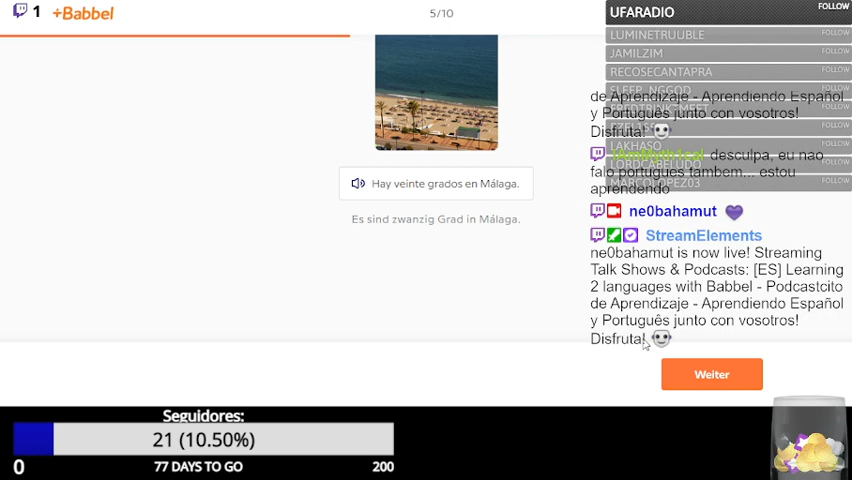 1 +Babbel
5/10
UFARADIO FOLLOW
LUMINETRUUBLE FOLLOW
JAMILZIM FOLLOW
RECOSECANTAPRA FOLLOW
SLEEP_NGGOD FOLLOW
de Aprendizaje - Aprendiendo Español
FOLLOW
y Portugués junto con vosotros!
FOLLOW
Disfruta!
LAKHASO FOLLOW
IAmMyth1cal desculpa, eu nao
LORDCABELUDO FOLLOW
falo portugues tambem... estou
MARCOLOPEZ03 FOLLOW
aprendendo
Hay veinte grados en Málaga.
Es sind zwanzig Grad in Málaga.
ne0bahamut
StreamElements
ne0bahamut is now live! Streaming
Talk Shows & Podcasts: [ES] Learning
2 languages with Babbel - Podcastcito
de Aprendizaje - Aprendiendo Español
y Português junto con vosotros!
Disfruta!
Weiter
Seguidores:
21 (10.50%)
0 77 DAYS TO GO 200